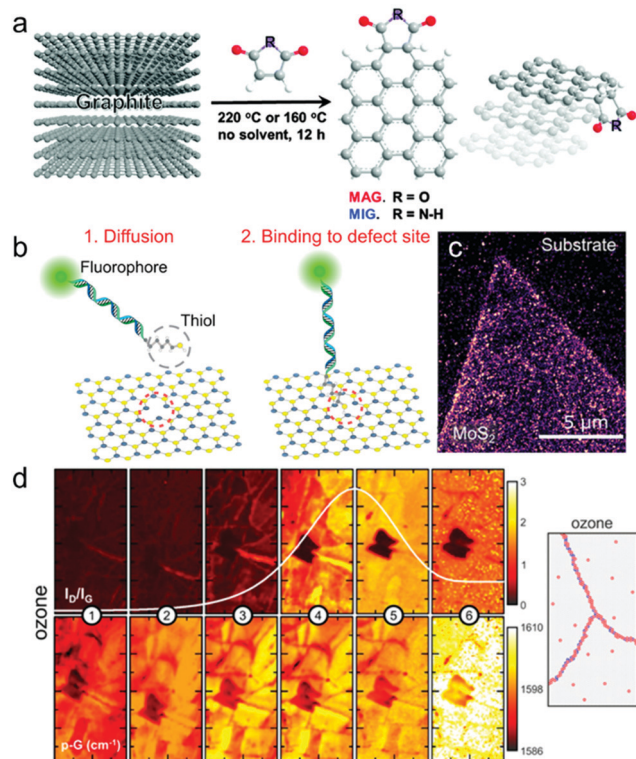 a
Graphite
R
220 °C or 160 °C
no solvent, 12 h
R
R
MAG. R = O
MIG. R = N-H
b
1. Diffusion
2. Binding to defect site
Fluorophore
Thiol
c
Substrate
MoS₂
5 µm
d
ozone
I_D/I_G
1
2
3
4
5
6
3
2
1
0
p-G (cm⁻¹)
1610
1598
1586
ozone